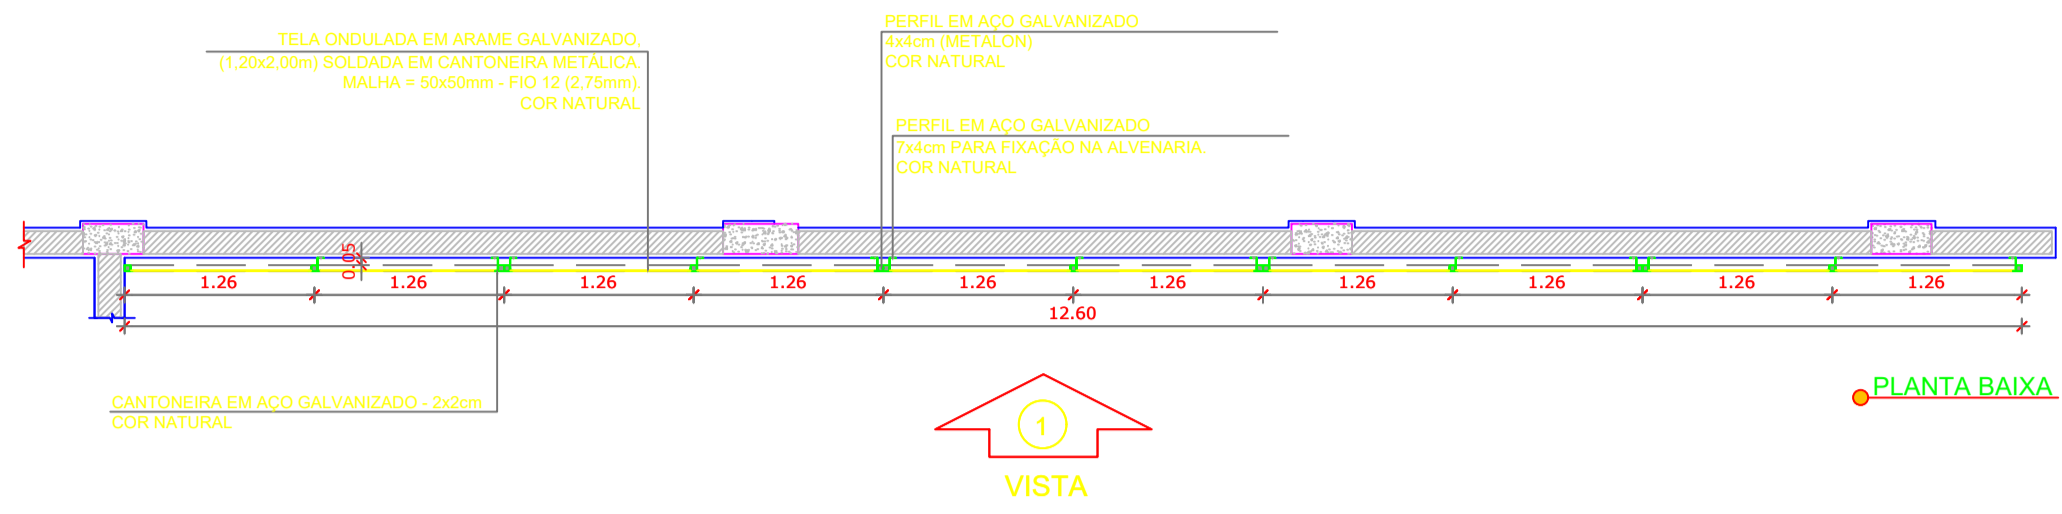 PERFIL EM AÇO GALVANIZADO
4x4cm (METALON)
COR NATURAL
TELA ONDULADA EM ARAME GALVANIZADO,
(1,20x2,00m) SOLDADA EM CANTONEIRA METÁLICA.
MALHA = 50x50mm - FIO 12 (2,75mm).
COR NATURAL
PERFIL EM AÇO GALVANIZADO
7x4cm PARA FIXAÇÃO NA ALVENARIA.
COR NATURAL
0.05
1.26
1.26
1.26
1.26
1.26
1.26
1.26
1.26
1.26
1.26
12.60
CANTONEIRA EM AÇO GALVANIZADO - 2x2cm
COR NATURAL
1
VISTA
PLANTA BAIXA